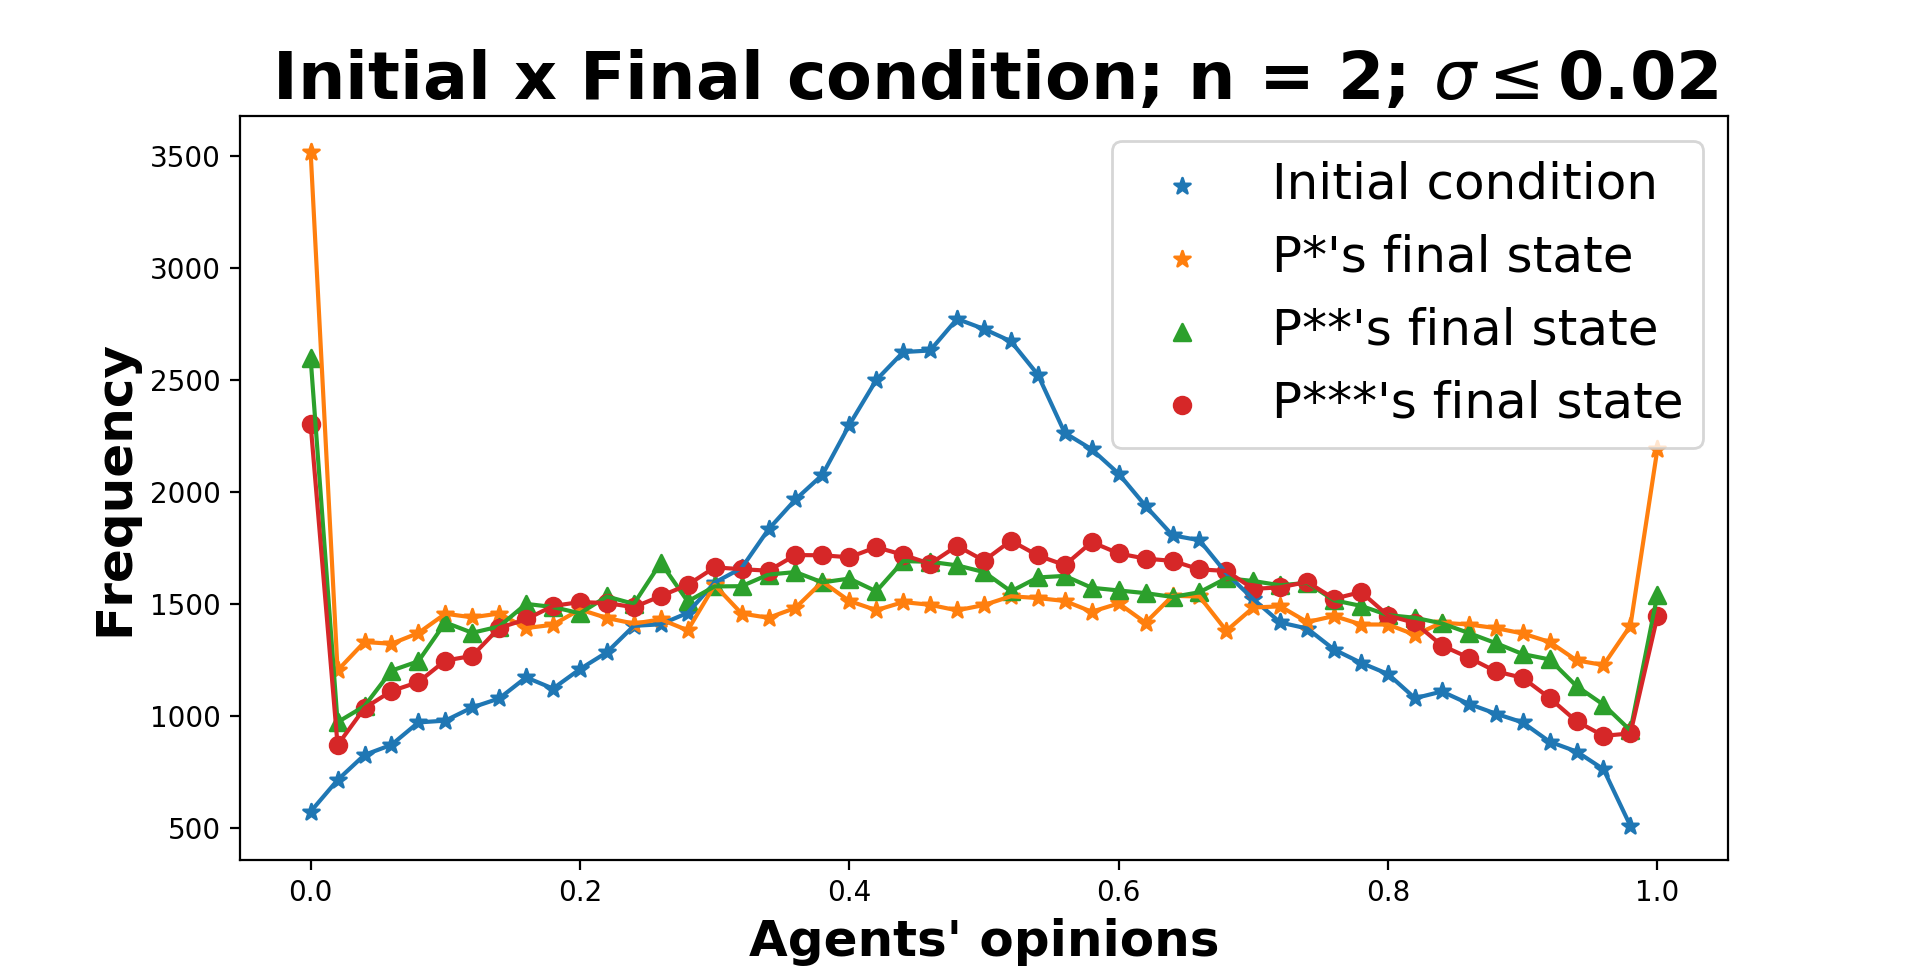 Initial x Final condition; n = 2; σ ≤ 0.02
3500
3000
2500
2000
1500
1000
500
Frequency
Initial condition
P*'s final state
P**'s final state
P***'s final state
0.0 0.2 0.4 0.6 0.8 1.0
Agents' opinions